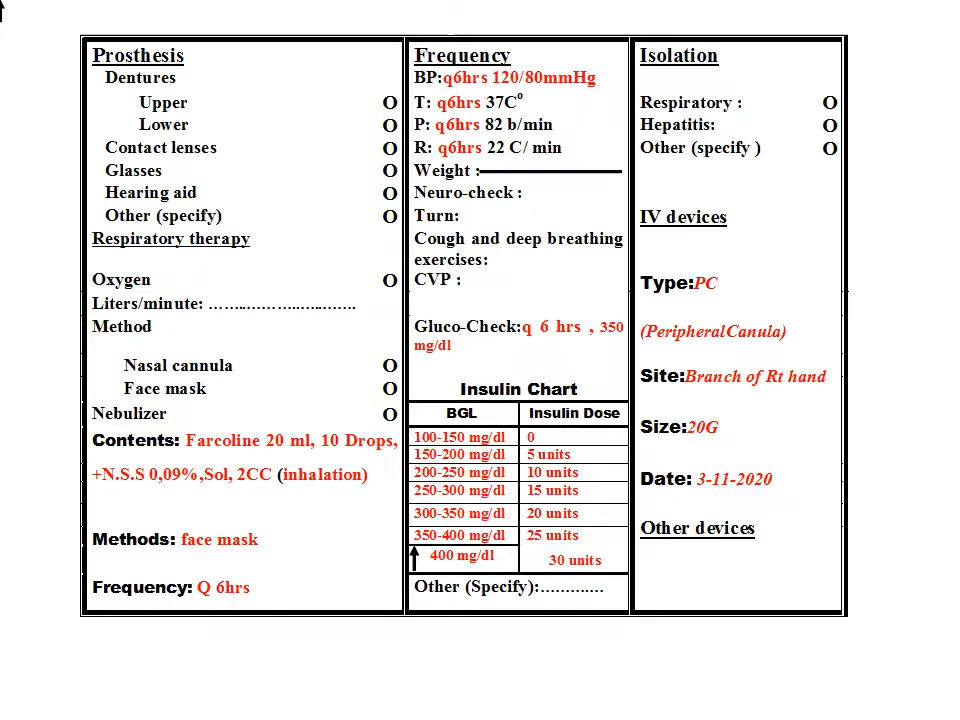 Prosthesis
Dentures
Upper O
Lower O
Contact lenses O
Glasses O
Hearing aid O
Other (specify) O
Respiratory therapy
Oxygen O
Liters/minute: ……..………..…..…….
Method
Nasal cannula O
Face mask O
Nebulizer O
Contents: Farcoline 20 ml, 10 Drops,
+N.S.S 0,09%,Sol, 2CC (inhalation)
Methods: face mask
Frequency: Q 6hrs
Frequency
BP:q6hrs 120/80mmHg
T: q6hrs 37C°
P: q6hrs 82 b/min
R: q6hrs 22 C/ min
Weight :
Neuro-check :
Turn:
Cough and deep breathing
exercises:
CVP :
Gluco-Check:q 6 hrs , 350
mg/dl
Insulin Chart
BGL Insulin Dose
100-150 mg/dl 0
150-200 mg/dl 5 units
200-250 mg/dl 10 units
250-300 mg/dl 15 units
300-350 mg/dl 20 units
350-400 mg/dl 25 units
400 mg/dl 30 units
Other (Specify):............
Isolation
Respiratory : O
Hepatitis: O
Other (specify ) O
IV devices
Type:PC
(PeripheralCanula)
Site:Branch of Rt hand
Size:20G
Date: 3-11-2020
Other devices